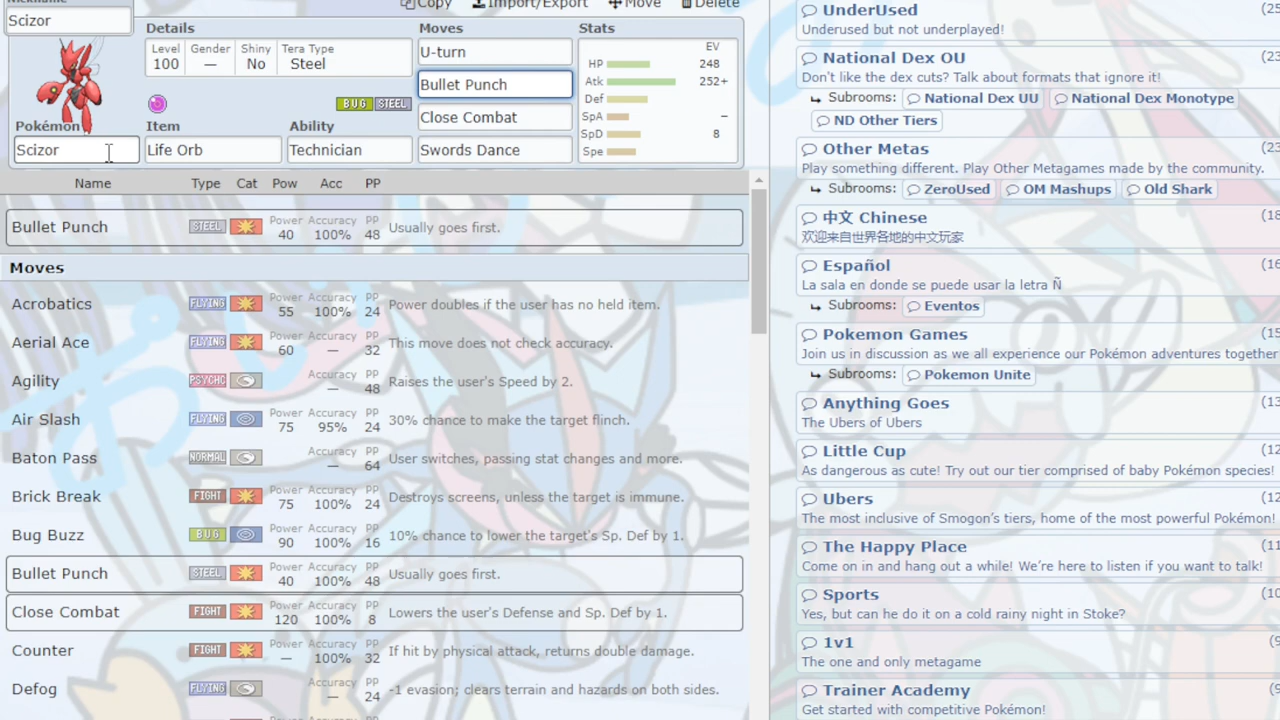 Nickname
Scizor
Copy Import/Export Move Delete
Details
Level Gender Shiny Tera Type
100 — No Steel
BUG STEEL
Pokémon Item Ability
Scizor Life Orb Technician
Moves
U-turn
Bullet Punch
Close Combat
Swords Dance
Stats
EV
HP 248
Atk 252+
Def
SpA −
SpD 8
Spe
Name Type Cat Pow Acc PP
Bullet Punch STEEL Power 40 Accuracy 100% PP 48 Usually goes first.
Moves
Acrobatics FLYING Power 55 Accuracy 100% PP 24 Power doubles if the user has no held item.
Aerial Ace FLYING Power 60 Accuracy — PP 32 This move does not check accuracy.
Agility PSYCHC Accuracy — PP 48 Raises the user's Speed by 2.
Air Slash FLYING Power 75 Accuracy 95% PP 24 30% chance to make the target flinch.
Baton Pass NORMAL Accuracy — PP 64 User switches, passing stat changes and more.
Brick Break FIGHT Power 75 Accuracy 100% PP 24 Destroys screens, unless the target is immune.
Bug Buzz BUG Power 90 Accuracy 100% PP 16 10% chance to lower the target's Sp. Def by 1.
Bullet Punch STEEL Power 40 Accuracy 100% PP 48 Usually goes first.
Close Combat FIGHT Power 120 Accuracy 100% PP 8 Lowers the user's Defense and Sp. Def by 1.
Counter FIGHT Power — Accuracy 100% PP 32 If hit by physical attack, returns double damage.
Defog FLYING Accuracy — PP 24 -1 evasion; clears terrain and hazards on both sides.
UnderUsed (25
Underused but not underplayed!
National Dex OU (23
Don't like the dex cuts? Talk about formats that ignore it!
Subrooms: National Dex UU National Dex Monotype
ND Other Tiers
Other Metas (23
Play something different. Play Other Metagames made by the community.
Subrooms: ZeroUsed OM Mashups Old Shark
中文 Chinese (18
欢迎来自世界各地的中文玩家
Español (16
La sala en donde se puede usar la letra Ñ
Subrooms: Eventos
Pokemon Games (15
Join us in discussion as we all experience our Pokémon adventures together
Subrooms: Pokemon Unite
Anything Goes (13
The Ubers of Ubers
Little Cup (12
As dangerous as cute! Try out our tier comprised of baby Pokémon species!
Ubers (12
The most inclusive of Smogon's tiers, home of the most powerful Pokémon!
The Happy Place (11
Come on in and hang out a while! We're here to listen if you want to talk!
Sports (10
Yes, but can he do it on a cold rainy night in Stoke?
1v1 (9
The one and only metagame
Trainer Academy (9
Get started with competitive Pokémon!